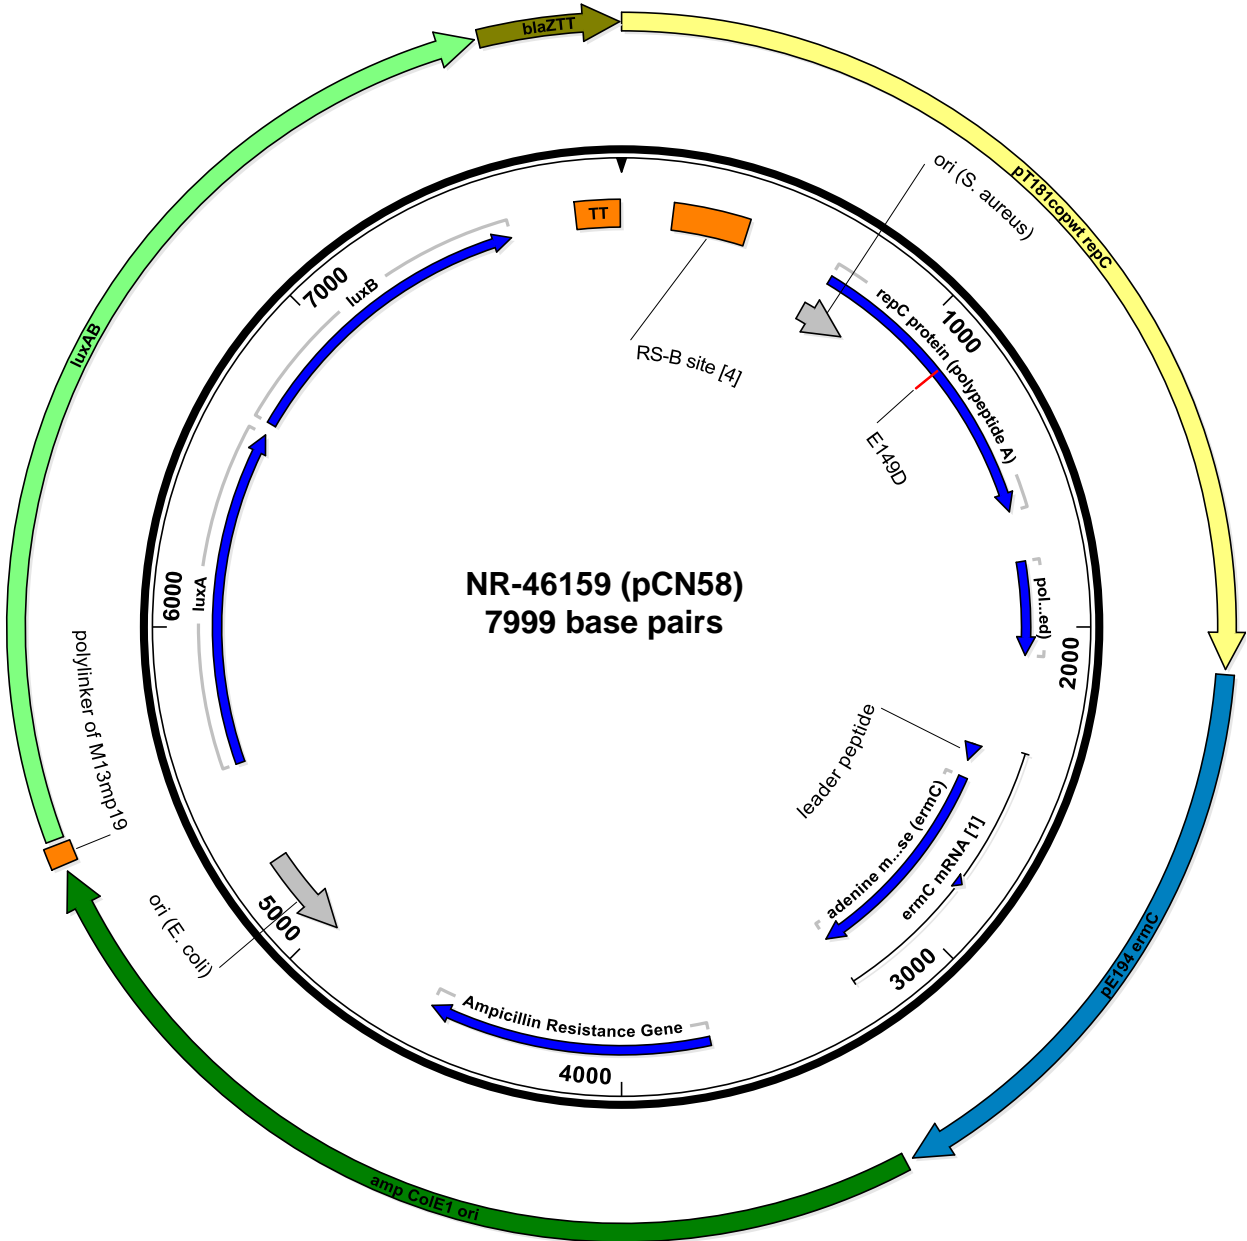 blaZTT
pT181copwt repC
ori (S. aureus)
TT
luxB
7000
RS-B site [4]
repC protein (polypeptide A)
1000
E149D
luxAB
luxA
6000
NR-46159 (pCN58)
7999 base pairs
pol...ed)
2000
polylinker of M13mp19
leader peptide
adenine m...se (ermC)
ermC mRNA [1]
pE194 ermC
3000
ori (E. coli)
5000
Ampicillin Resistance Gene
4000
amp ColE1 ori